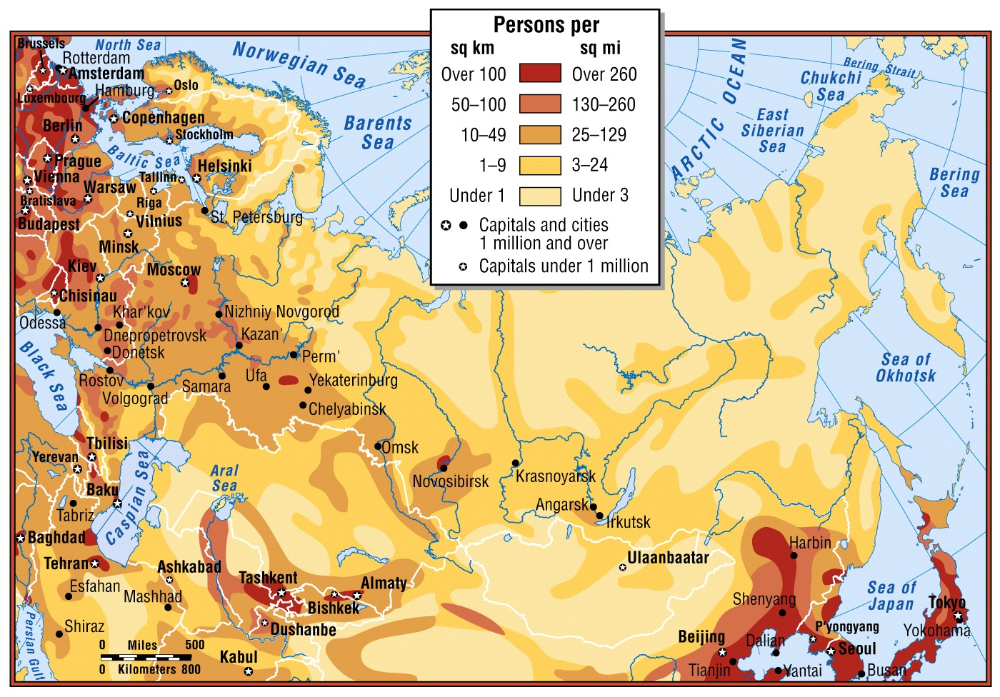 Persons per
sq km
sq mi
Over 100
Over 260
50–100
130–260
10–49
25–129
1–9
3–24
Under 1
Under 3
Capitals and cities
1 million and over
Capitals under 1 million
Brussels
Rotterdam
Amsterdam
Luxembourg
Hamburg
North Sea
Norwegian Sea
Oslo
Copenhagen
Stockholm
Berlin
Baltic Sea
Prague
Vienna
Bratislava
Budapest
Warsaw
Tallinn
Helsinki
Riga
Vilnius
St. Petersburg
Minsk
Barents
Sea
ARCTIC OCEAN
Chukchi
Sea
Bering Strait
East
Siberian
Sea
Bering
Sea
Kiev
Moscow
Chisinau
Odessa
Khar'kov
Dnepropetrovsk
Donetsk
Nizhniy Novgorod
Kazan'
Perm'
Black Sea
Rostov
Volgograd
Samara
Ufa
Yekaterinburg
Chelyabinsk
Sea of
Okhotsk
Tbilisi
Yerevan
Baku
Tabriz
Caspian Sea
Aral
Sea
Omsk
Novosibirsk
Krasnoyarsk
Angarsk
Irkutsk
Baghdad
Tehran
Esfahan
Mashhad
Ashkabad
Shiraz
Persian Gulf
Tashkent
Almaty
Bishkek
Dushanbe
Kabul
Ulaanbaatar
Harbin
Shenyang
Beijing
Tianjin
Dalian
Yantai
P'yongyang
Seoul
Busan
Sea of
Japan
Tokyo
Yokohama
0 Miles 500
0 Kilometers 800